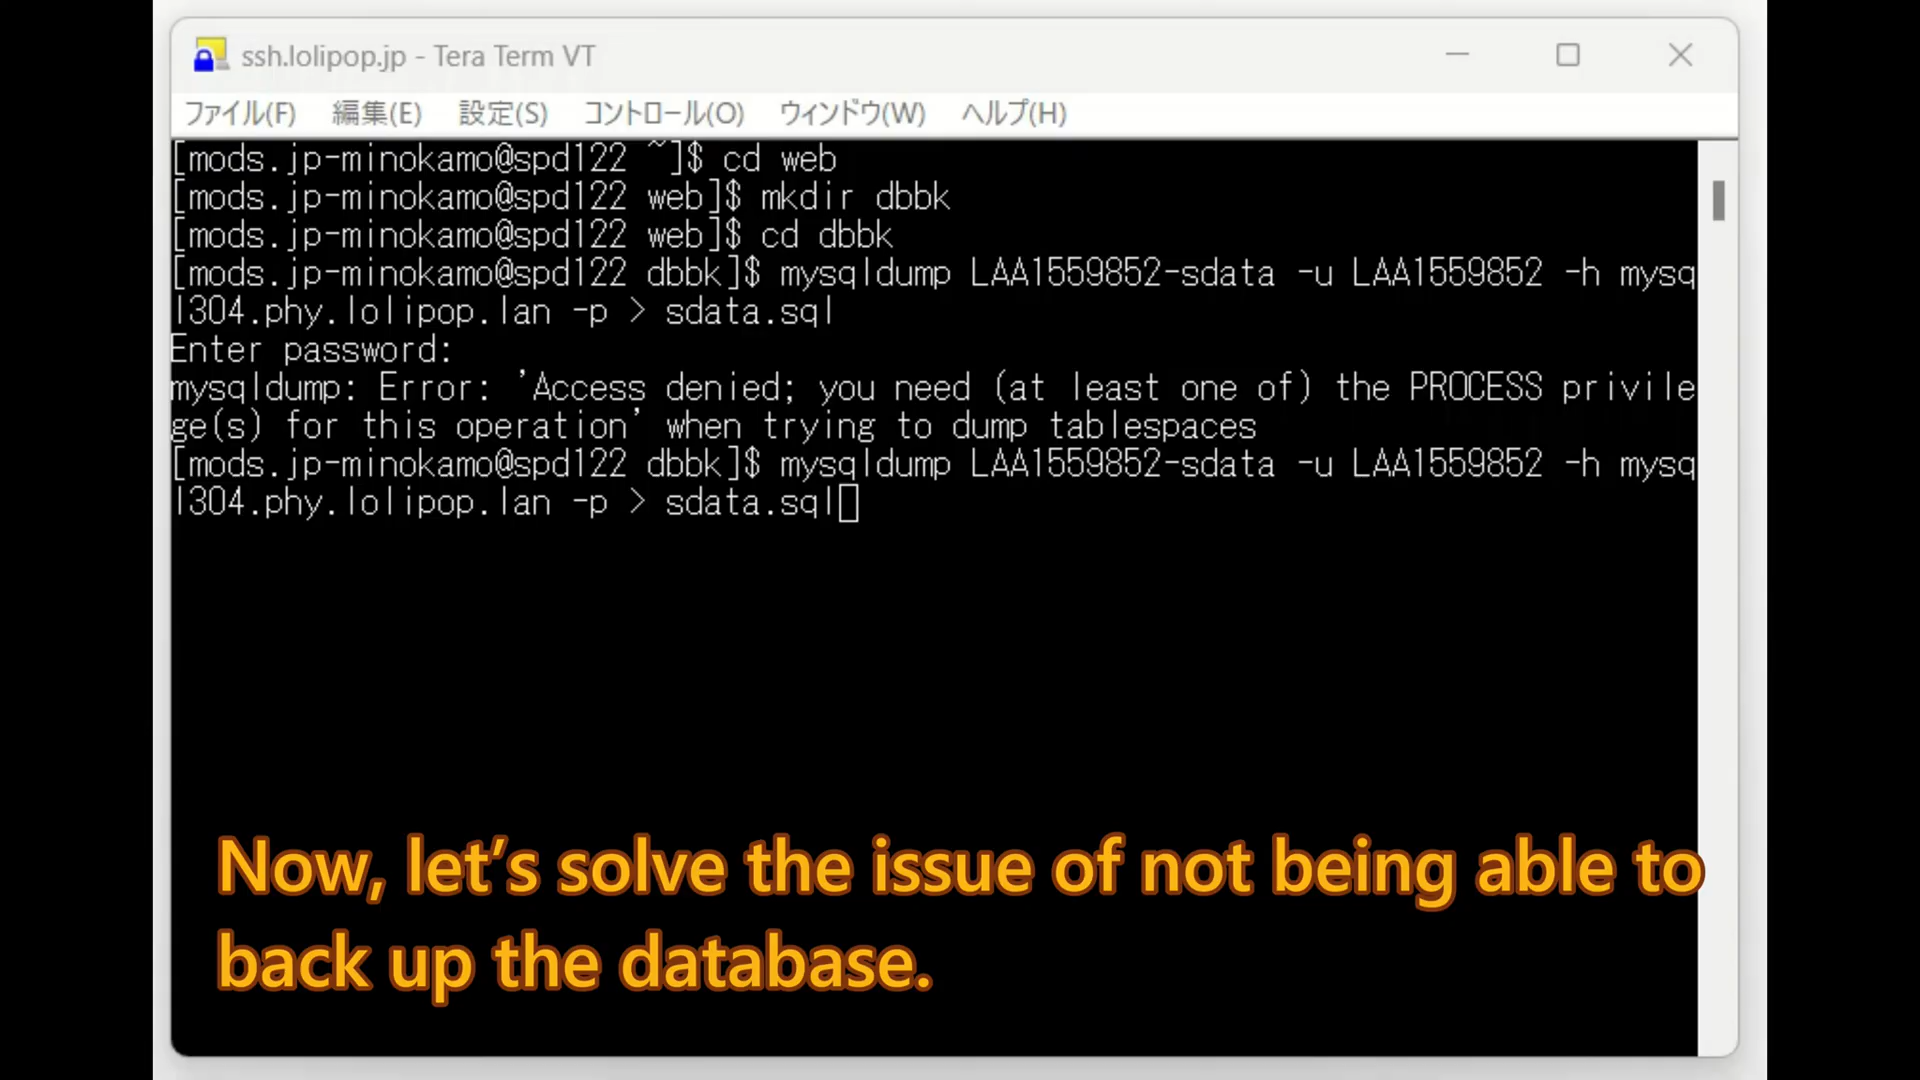 ssh.lolipop.jp - Tera Term VT
ファイル(F) 編集(E) 設定(S) コントロール(O) ウィンドウ(W) ヘルプ(H)
[mods.jp-minokamo@spd122 ~]$ cd web
[mods.jp-minokamo@spd122 web]$ mkdir dbbk
[mods.jp-minokamo@spd122 web]$ cd dbbk
[mods.jp-minokamo@spd122 dbbk]$ mysqldump LAA1559852-sdata -u LAA1559852 -h mysq
l304.phy.lolipop.lan -p > sdata.sql
Enter password:
mysqldump: Error: 'Access denied; you need (at least one of) the PROCESS privile
ge(s) for this operation' when trying to dump tablespaces
[mods.jp-minokamo@spd122 dbbk]$ mysqldump LAA1559852-sdata -u LAA1559852 -h mysq
l304.phy.lolipop.lan -p > sdata.sql
Now, let's solve the issue of not being able to
back up the database.